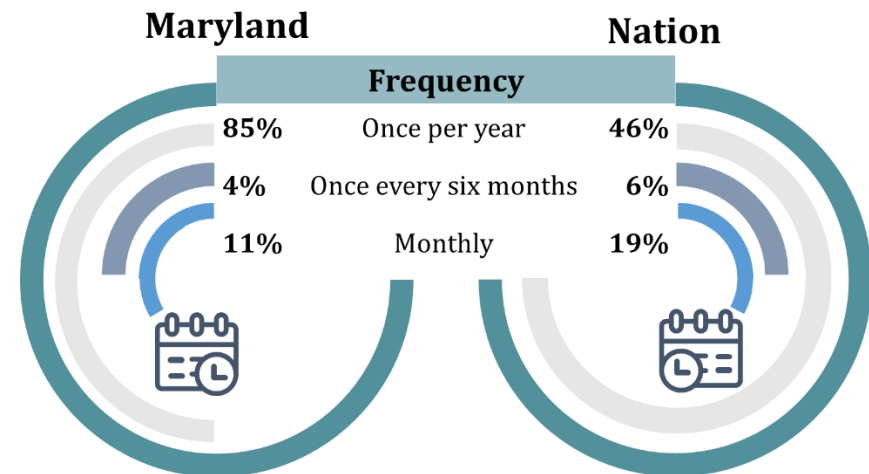 Maryland
Nation
Frequency
85% Once per year 46%
4% Once every six months 6%
11% Monthly 19%